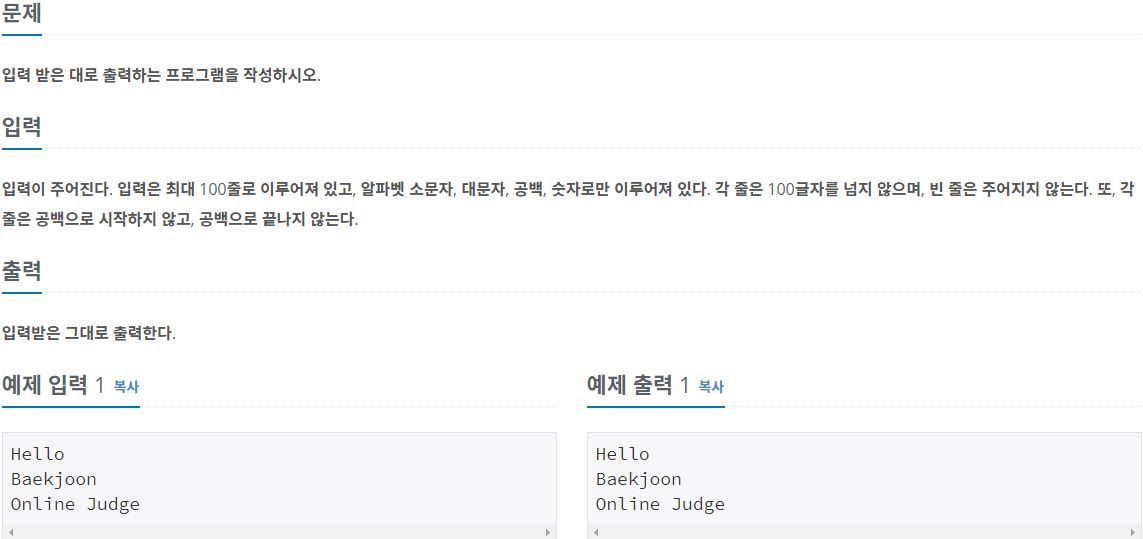 문제
입력 받은 대로 출력하는 프로그램을 작성하시오.
입력
입력이 주어진다. 입력은 최대 100줄로 이루어져 있고, 알파벳 소문자, 대문자, 공백, 숫자로만 이루어져 있다. 각 줄은 100글자를 넘지 않으며, 빈 줄은 주어지지 않는다. 또, 각
줄은 공백으로 시작하지 않고, 공백으로 끝나지 않는다.
출력
입력받은 그대로 출력한다.
예제 입력 1 복사
Hello
Baekjoon
Online Judge
예제 출력 1 복사
Hello
Baekjoon
Online Judge